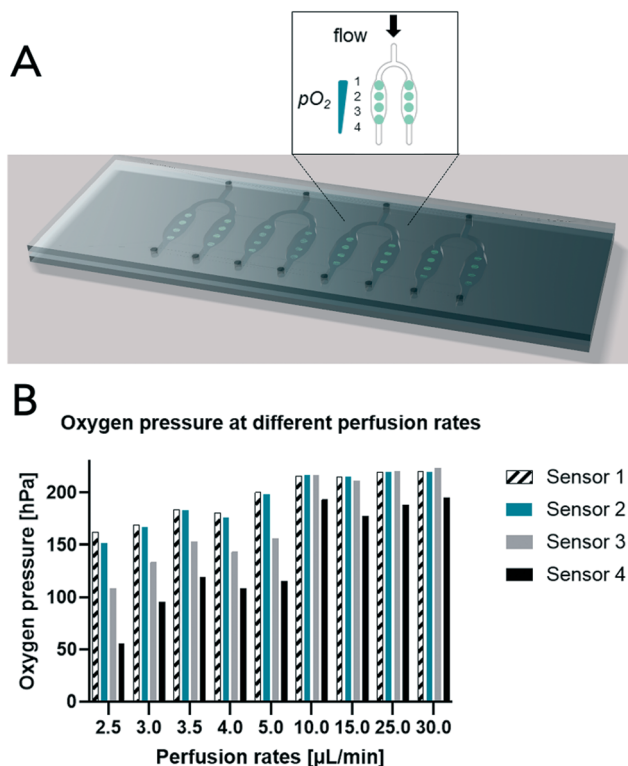 A
flow
pO2
1
2
3
4
B
Oxygen pressure at different perfusion rates
Oxygen pressure [hPa]
200
150
100
50
0
2.5 3.0 3.5 4.0 5.0 10.0 15.0 25.0 30.0
Perfusion rates [µL/min]
Sensor 1
Sensor 2
Sensor 3
Sensor 4